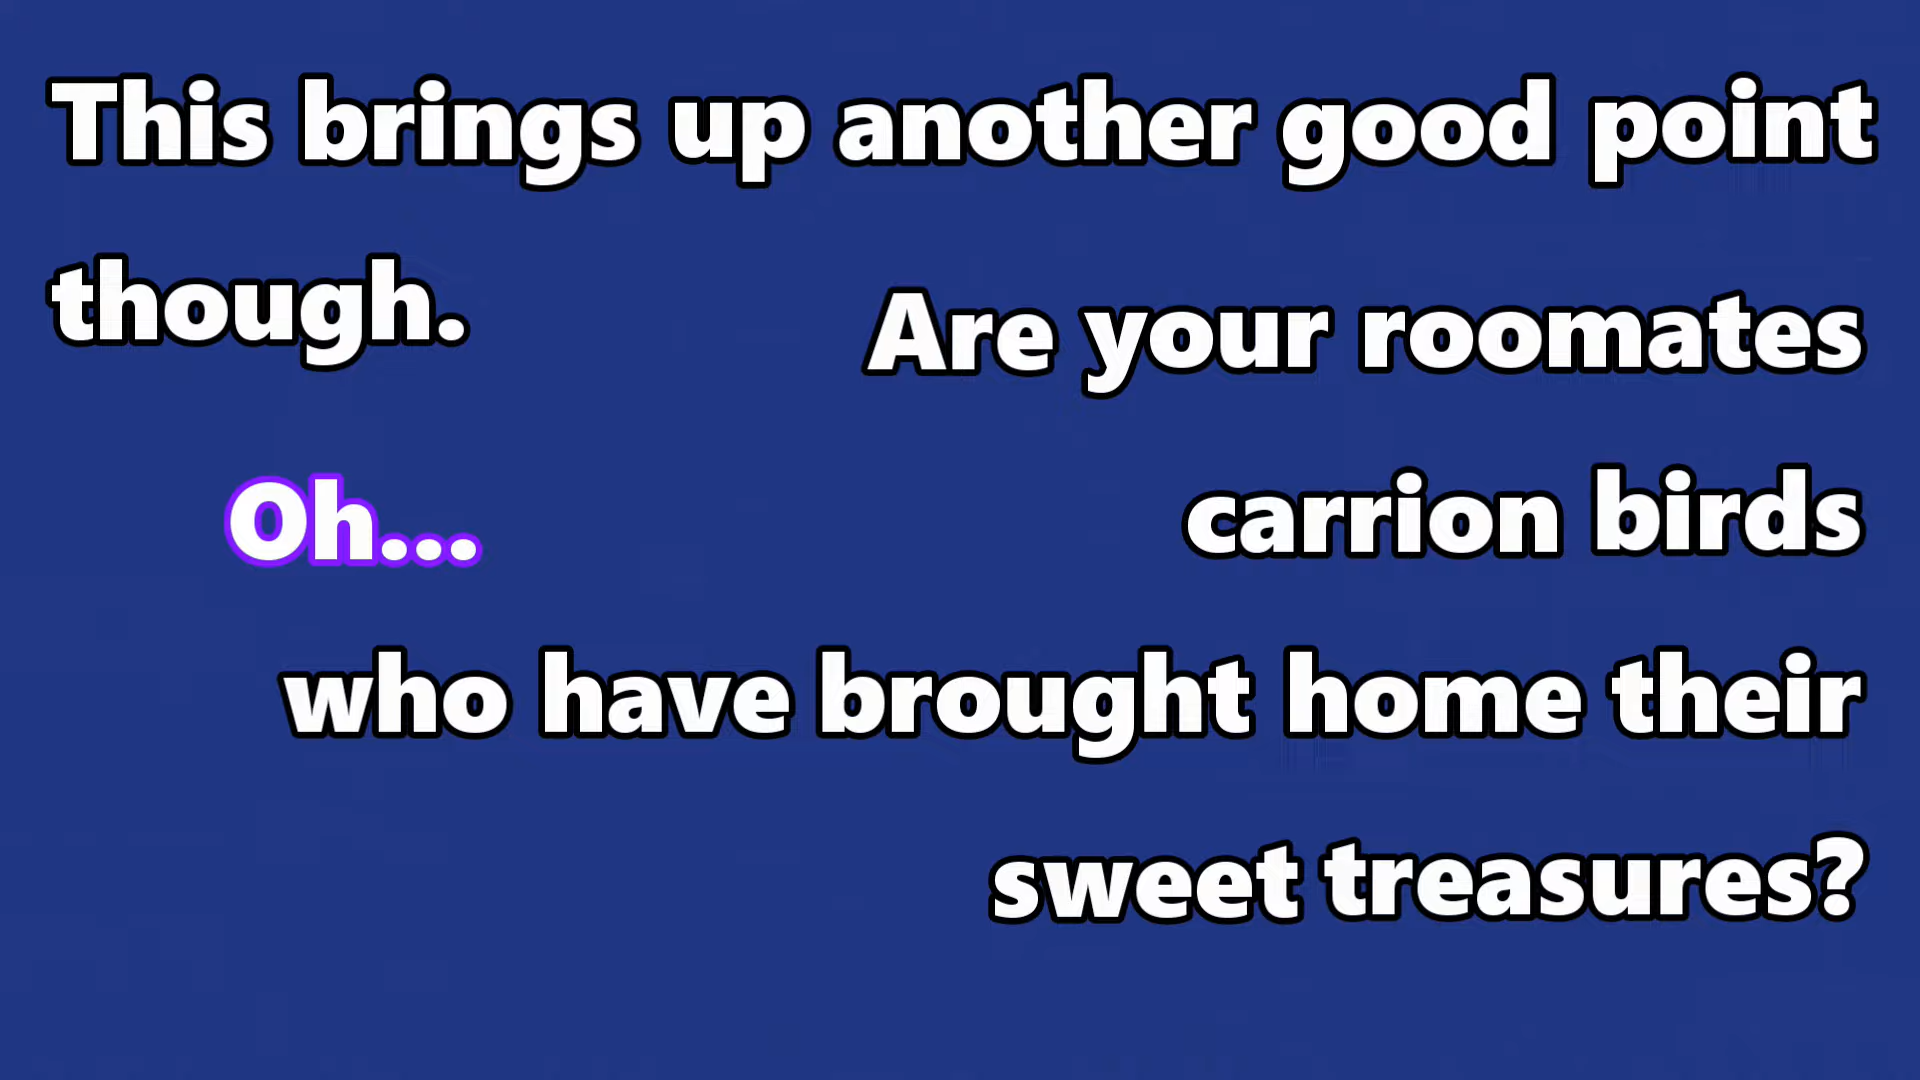 This brings up another good point
though.
Oh...
Are your roomates
carrion birds
who have brought home their
sweet treasures?